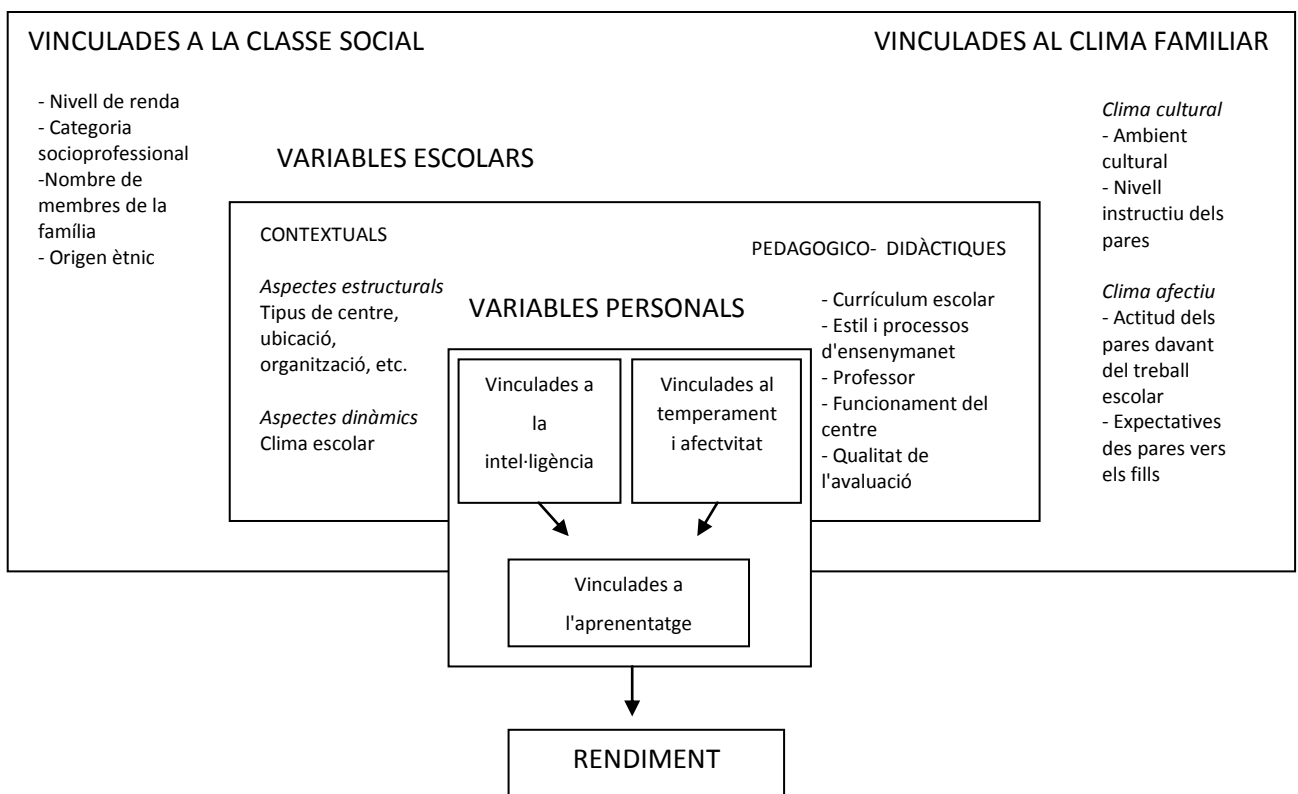 VINCULADES A LA CLASSE SOCIAL
- Nivell de renda
- Categoria
socioprofessional
-Nombre de
membres de la
família
- Origen ètnic
VINCULADES AL CLIMA FAMILIAR
Clima cultural
- Ambient
cultural
- Nivell
instructiu dels
pares
Clima afectiu
- Actitud dels
pares davant
del treball
escolar
- Expectatives
des pares vers
els fills
VARIABLES ESCOLARS
CONTEXTUALS
Aspectes estructurals
Tipus de centre,
ubicació,
organització, etc.
Aspectes dinàmics
Clima escolar
PEDAGOGICO- DIDÀCTIQUES
- Currículum escolar
- Estil i processos
d'ensenymanet
- Professor
- Funcionament del
centre
- Qualitat de
l'avaluació
VARIABLES PERSONALS
Vinculades a
la
intel·ligència
Vinculades al
temperament
i afectvitat
Vinculades a
l'aprenentatge
RENDIMENT